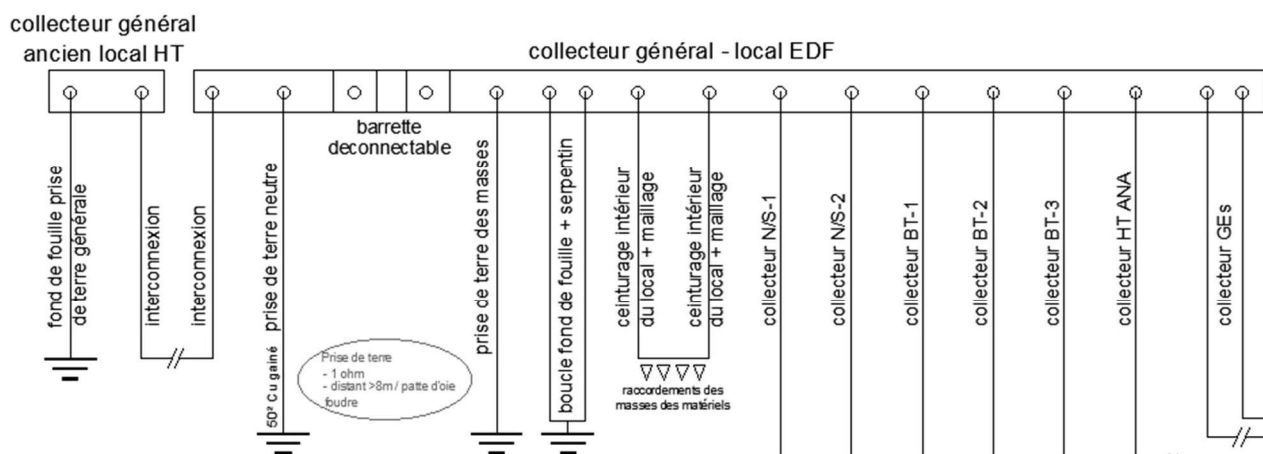 collecteur général
ancien local HT
collecteur général - local EDF
barrette
deconnectable
fond de fouille prise
de terre générale
interconnexion
interconnexion
50² Cu gainé
prise de terre neutre
Prise de terre
- 1 ohm
- distant >8m / patte d'oie
foudre
prise de terre des masses
boucle fond de fouille + serpentin
ceinturage intérieur
du local + maillage
ceinturage intérieur
du local + maillage
raccordements des
masses des matériels
collecteur N/S-1
collecteur N/S-2
collecteur BT-1
collecteur BT-2
collecteur BT-3
collecteur HT ANA
collecteur GEs